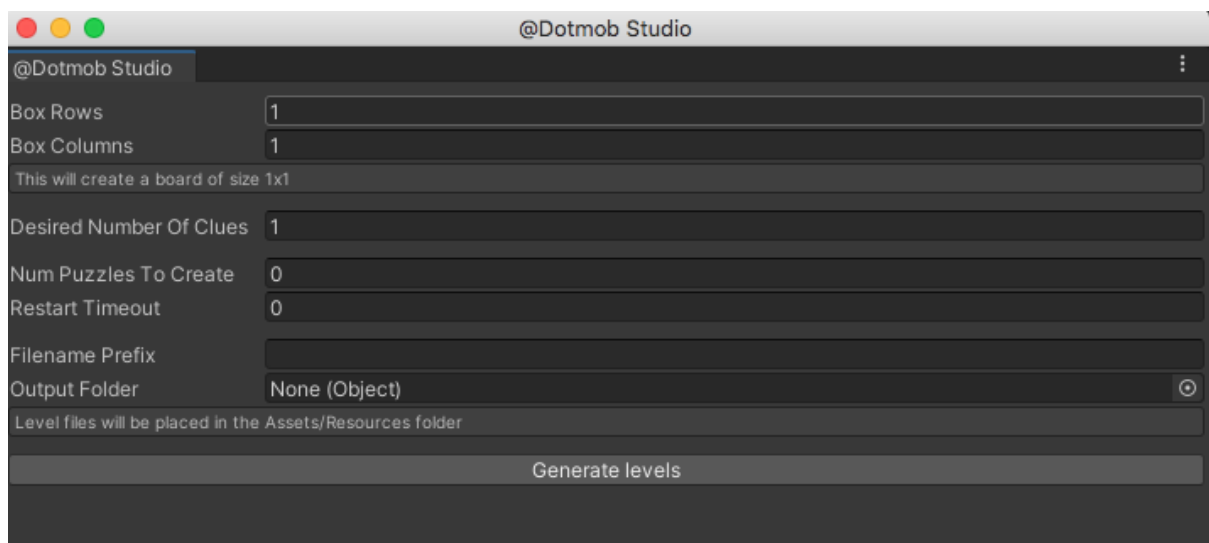 @Dotmob Studio
@Dotmob Studio
Box Rows 1
Box Columns 1
This will create a board of size 1x1
Desired Number Of Clues 1
Num Puzzles To Create 0
Restart Timeout 0
Filename Prefix
Output Folder None (Object)
Level files will be placed in the Assets/Resources folder
Generate levels